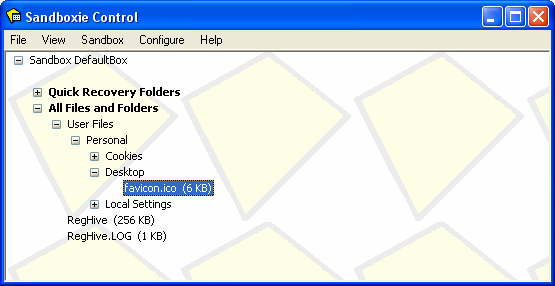 Sandboxie Control
File View Sandbox Configure Help
Sandbox DefaultBox
Quick Recovery Folders
All Files and Folders
User Files
Personal
Cookies
Desktop
favicon.ico (6 KB)
Local Settings
RegHive (256 KB)
RegHive.LOG (1 KB)